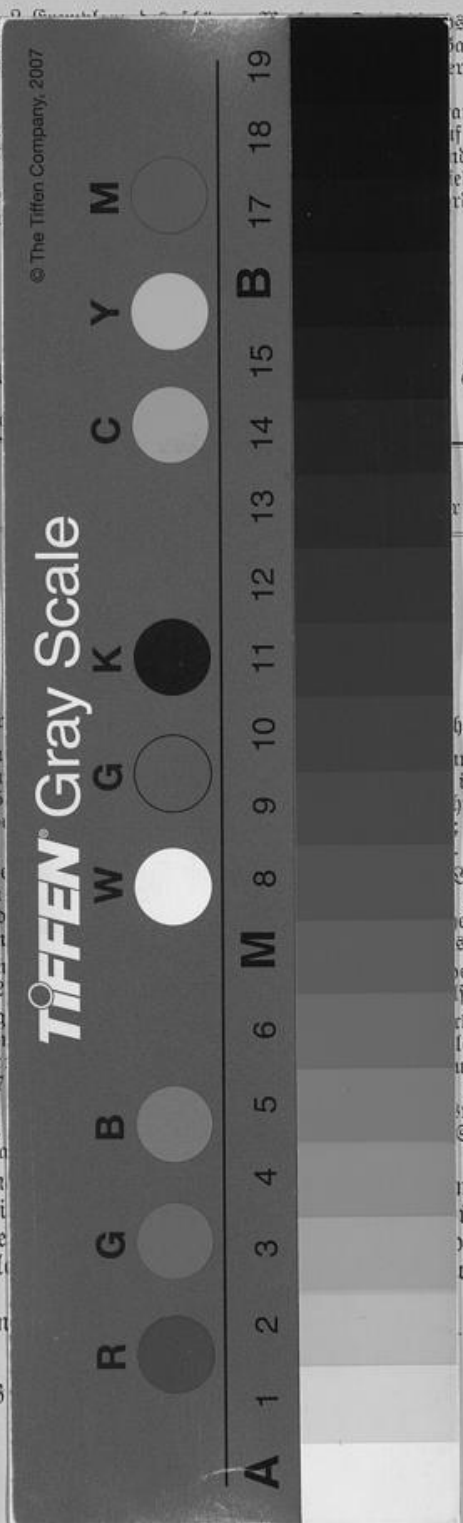 © The Tiffen Company, 2007
TIFFEN® Gray Scale
R G B W G K C Y M
A 1 2 3 4 5 6 M 8 9 10 11 12 13 14 15 B 17 18 19